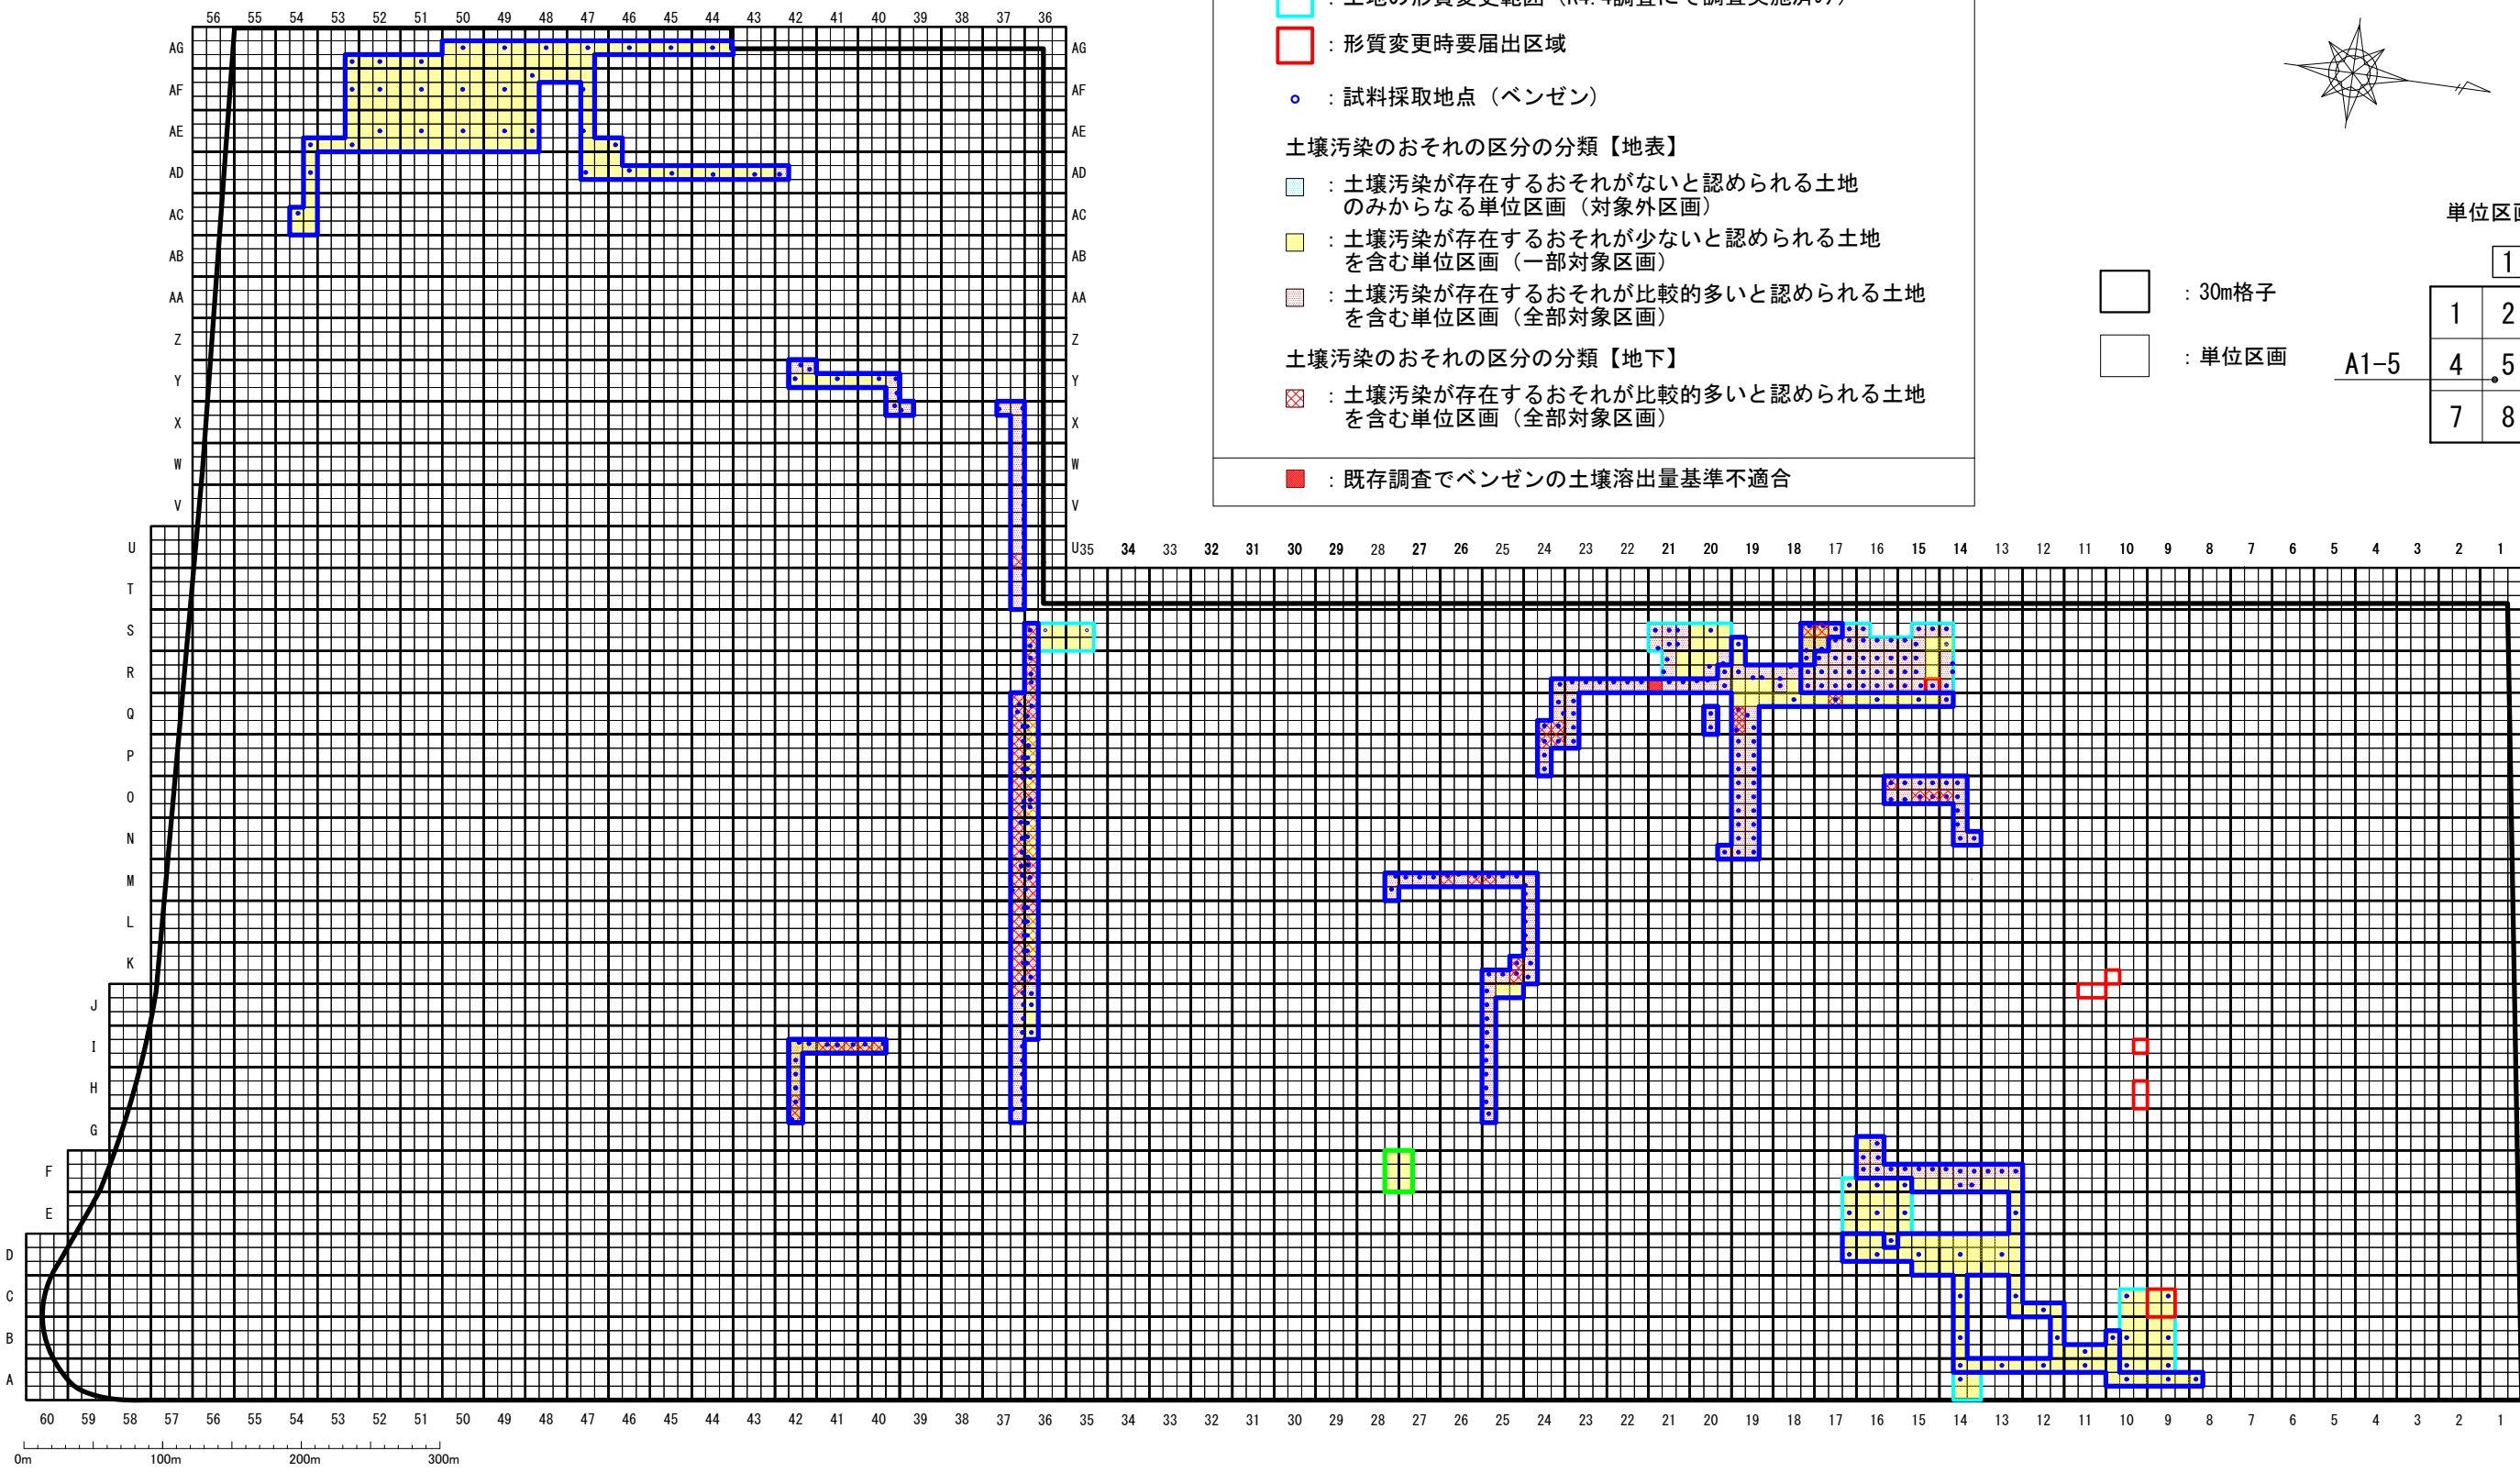 56 55 54 53 52 51 50 49 48 47 46 45 44 43 42 41 40 39 38 37 36
：形質変更時要届出区域
：試料採取地点（ベンゼン）
土壌汚染のおそれの区分の分類【地表】
：土壌汚染が存在するおそれがないと認められる土地
のみからなる単位区画（対象外区画）
：土壌汚染が存在するおそれが少ないと認められる土地
を含む単位区画（一部対象区画）
：土壌汚染が存在するおそれが比較的多いと認められる土地
を含む単位区画（全部対象区画）
土壌汚染のおそれの区分の分類【地下】
：土壌汚染が存在するおそれが比較的多いと認められる土地
を含む単位区画（全部対象区画）
：既存調査でベンゼンの土壌溶出量基準不適合
：30m格子
：単位区画
単位区
1
1 2
A1-5 4 5
7 8
AG AG
AF AF
AE AE
AD AD
AC AC
AB AB
AA AA
Z Z
Y Y
X X
W W
V V
U U 35 34 33 32 31 30 29 28 27 26 25 24 23 22 21 20 19 18 17 16 15 14 13 12 11 10 9 8 7 6 5 4 3 2 1
T
S
R
Q
P
O
N
M
L
K
J
I
H
G
F
E
D
C
B
A
60 59 58 57 56 55 54 53 52 51 50 49 48 47 46 45 44 43 42 41 40 39 38 37 36 35 34 33 32 31 30 29 28 27 26 25 24 23 22 21 20 19 18 17 16 15 14 13 12 11 10 9 8 7 6 5 4 3 2 1
0m 100m 200m 300m